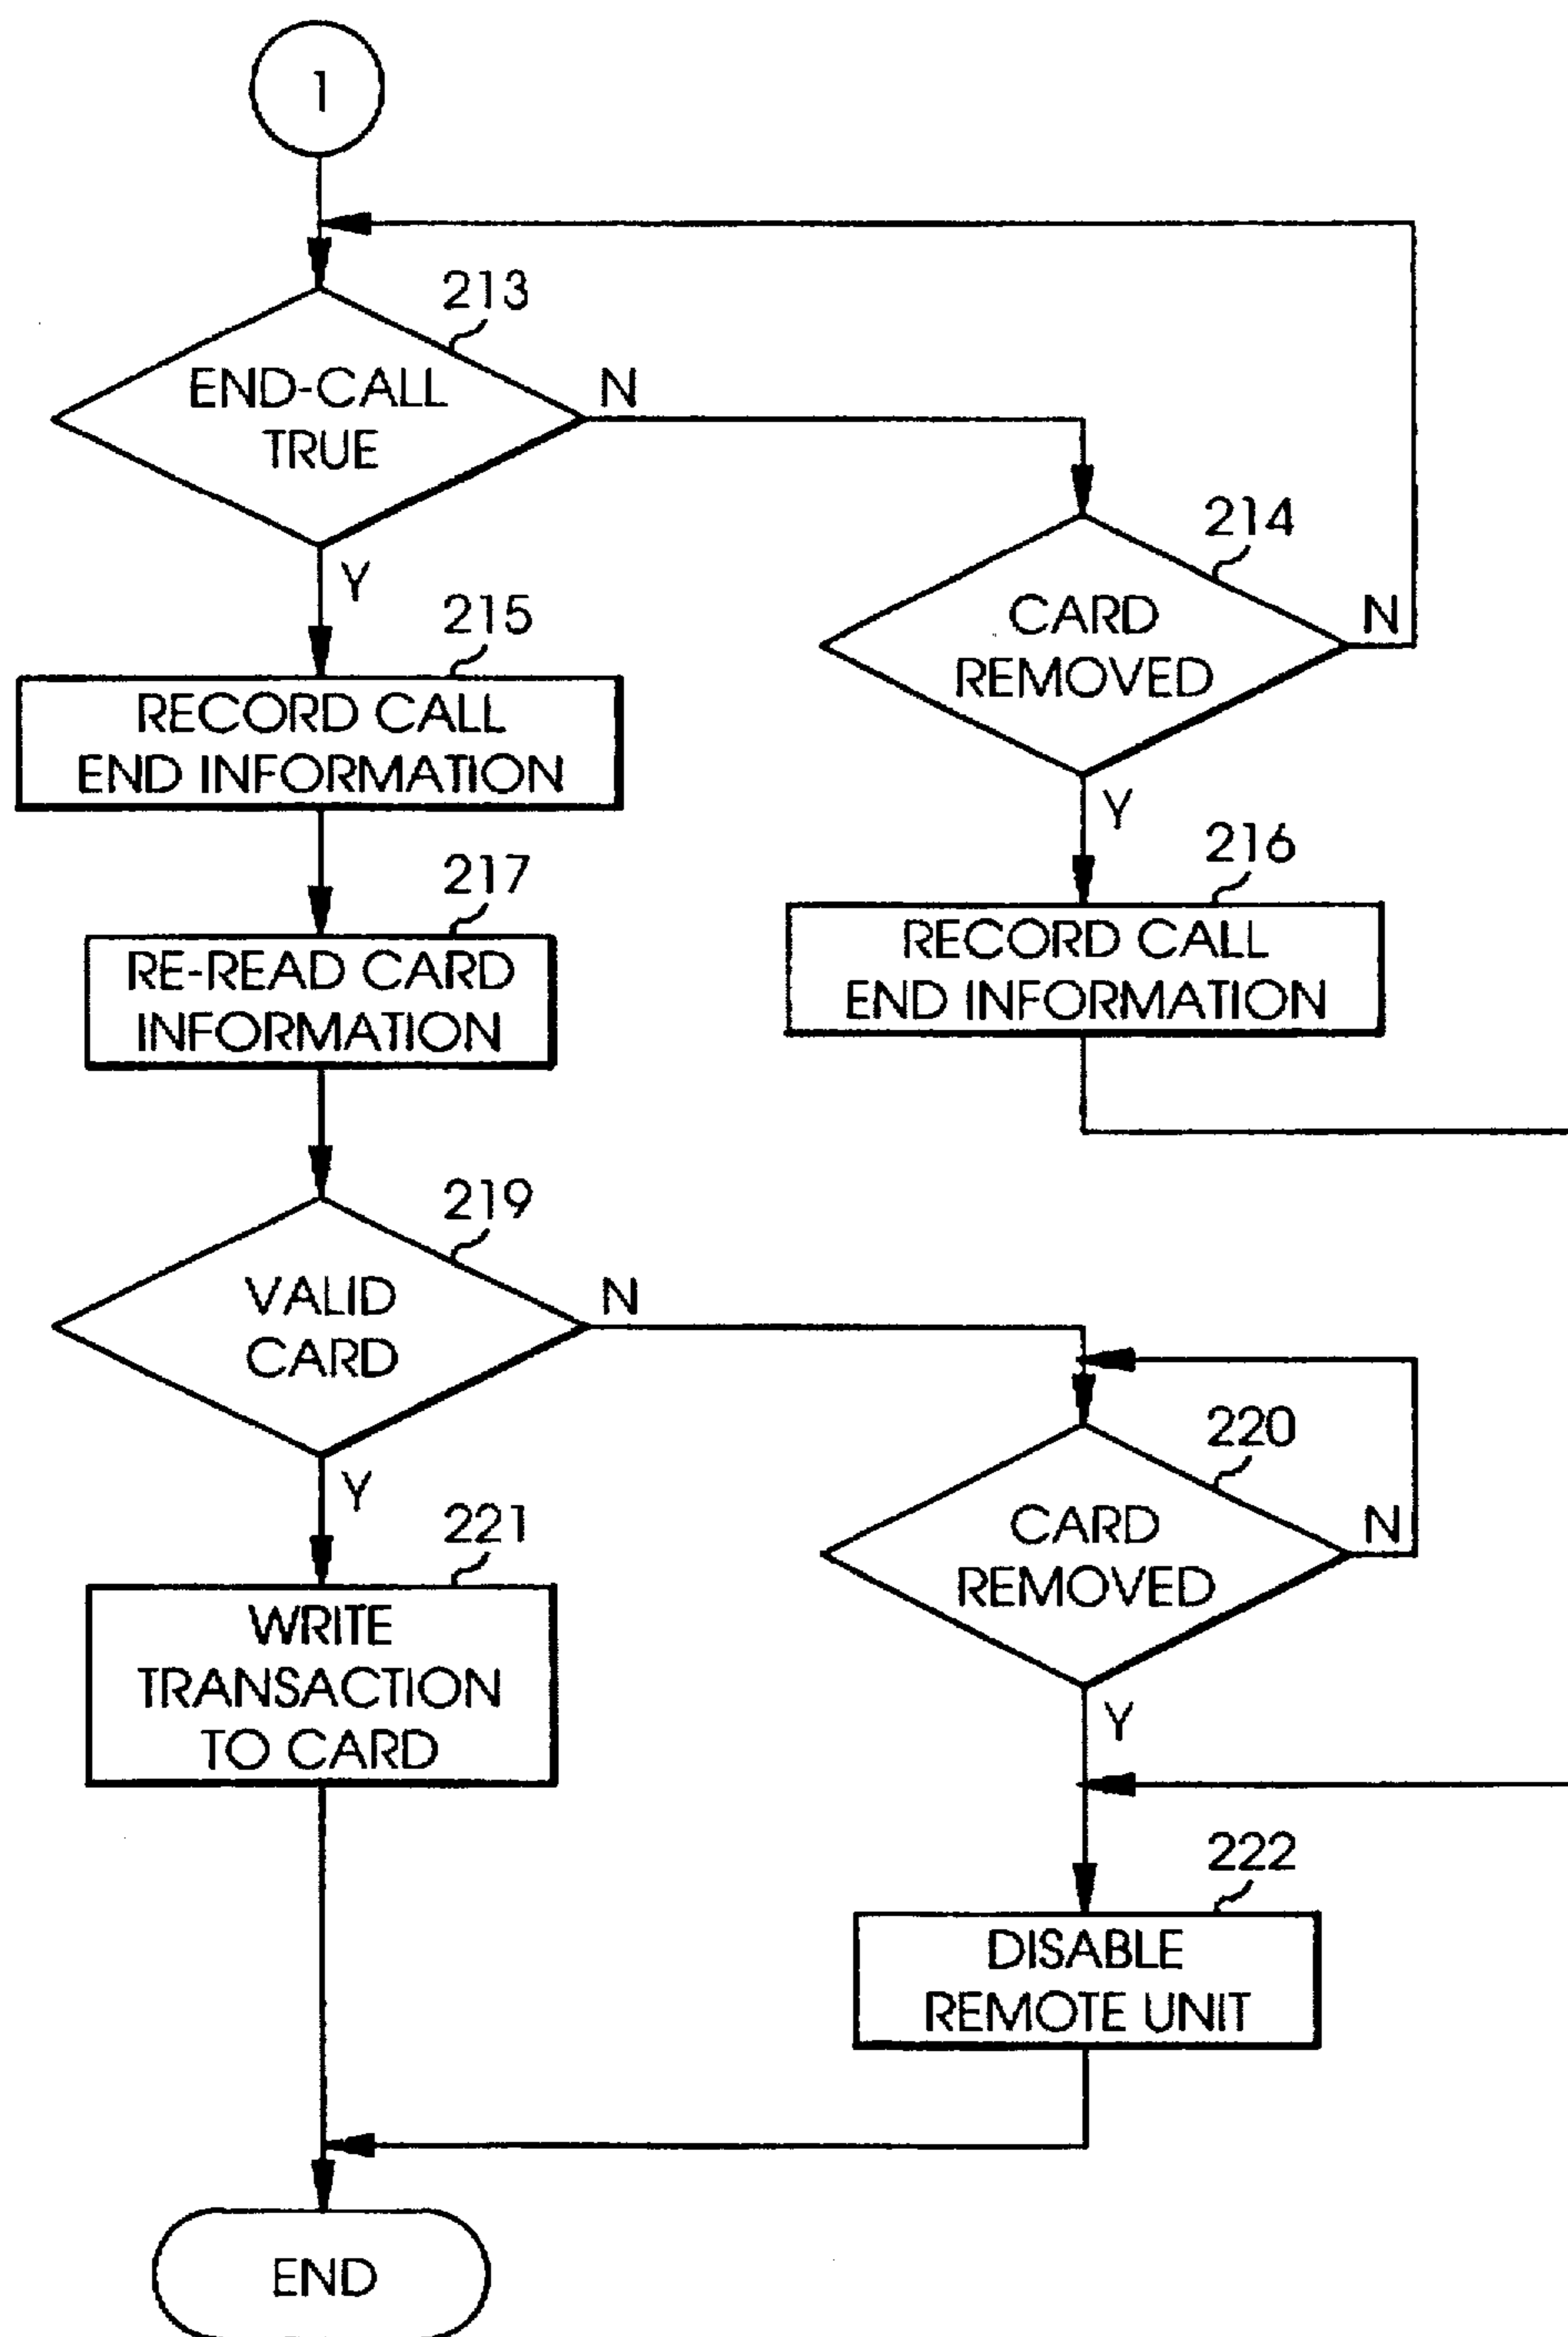 1
213
END-CALL
TRUE
N
Y
214
CARD
REMOVED
N
Y
215
RECORD CALL
END INFORMATION
216
RECORD CALL
END INFORMATION
217
RE-READ CARD
INFORMATION
219
VALID
CARD
N
Y
220
CARD
REMOVED
N
Y
221
WRITE
TRANSACTION
TO CARD
222
DISABLE
REMOTE UNIT
END